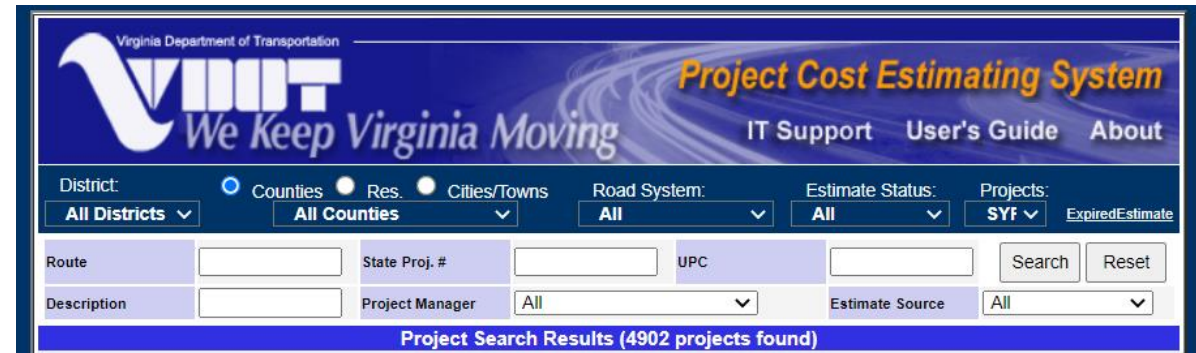 Virginia Department of Transportation
VDOT
We Keep Virginia Moving
Project Cost Estimating System
IT Support User's Guide About
District: Counties Res. Cities/Towns Road System: Estimate Status: Projects:
All Districts All Counties All All SYF ExpiredEstimate
Route State Proj. # UPC Search Reset
Description Project Manager All Estimate Source All
Project Search Results (4902 projects found)